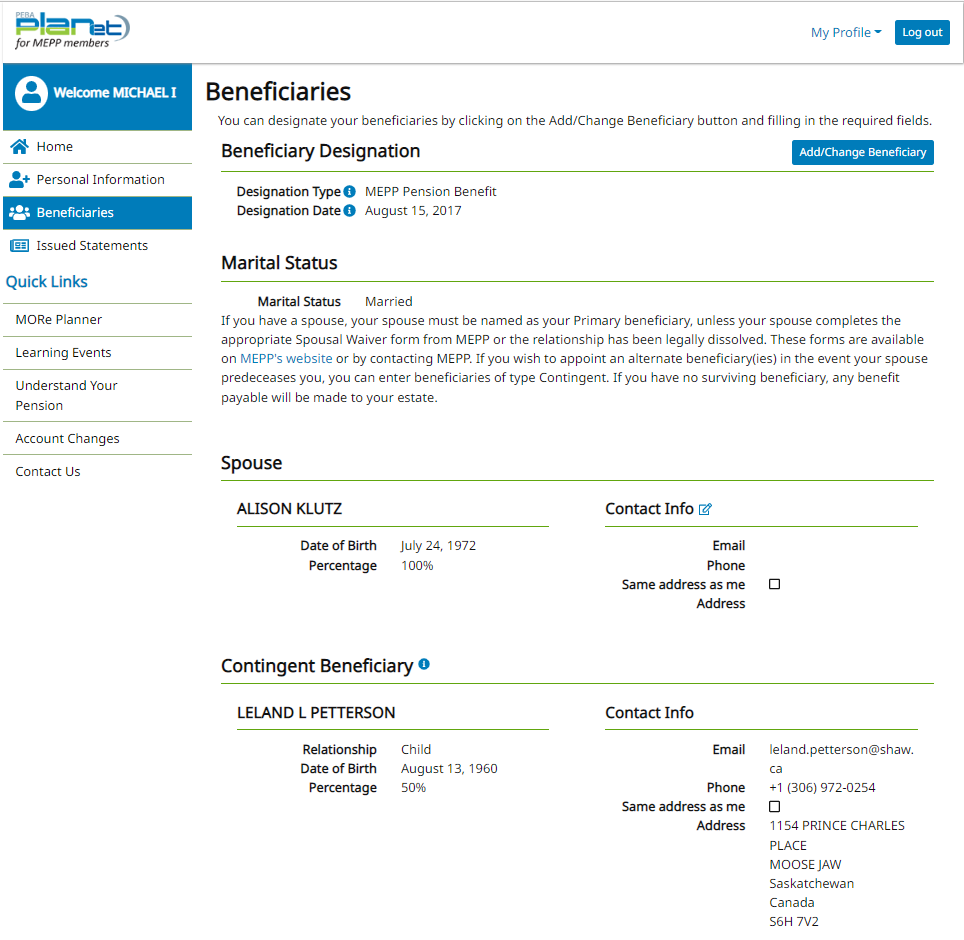 PEBA
planet
for MEPP members
My Profile
Log out
Welcome MICHAEL I
Home
Personal Information
Beneficiaries
Issued Statements
Quick Links
MORe Planner
Learning Events
Understand Your
Pension
Account Changes
Contact Us
Beneficiaries
You can designate your beneficiaries by clicking on the Add/Change Beneficiary button and filling in the required fields.
Beneficiary Designation
Add/Change Beneficiary
Designation Type MEPP Pension Benefit
Designation Date August 15, 2017
Marital Status
Marital Status Married
If you have a spouse, your spouse must be named as your Primary beneficiary, unless your spouse completes the
appropriate Spousal Waiver form from MEPP or the relationship has been legally dissolved. These forms are available
on MEPP's website or by contacting MEPP. If you wish to appoint an alternate beneficiary(ies) in the event your spouse
predeceases you, you can enter beneficiaries of type Contingent. If you have no surviving beneficiary, any benefit
payable will be made to your estate.
Spouse
ALISON KLUTZ
Date of Birth July 24, 1972
Percentage 100%
Contact Info
Email
Phone
Same address as me
Address
Contingent Beneficiary
LELAND L PETTERSON
Relationship Child
Date of Birth August 13, 1960
Percentage 50%
Contact Info
Email leland.petterson@shaw.
ca
Phone +1 (306) 972-0254
Same address as me
Address 1154 PRINCE CHARLES
PLACE
MOOSE JAW
Saskatchewan
Canada
S6H 7V2